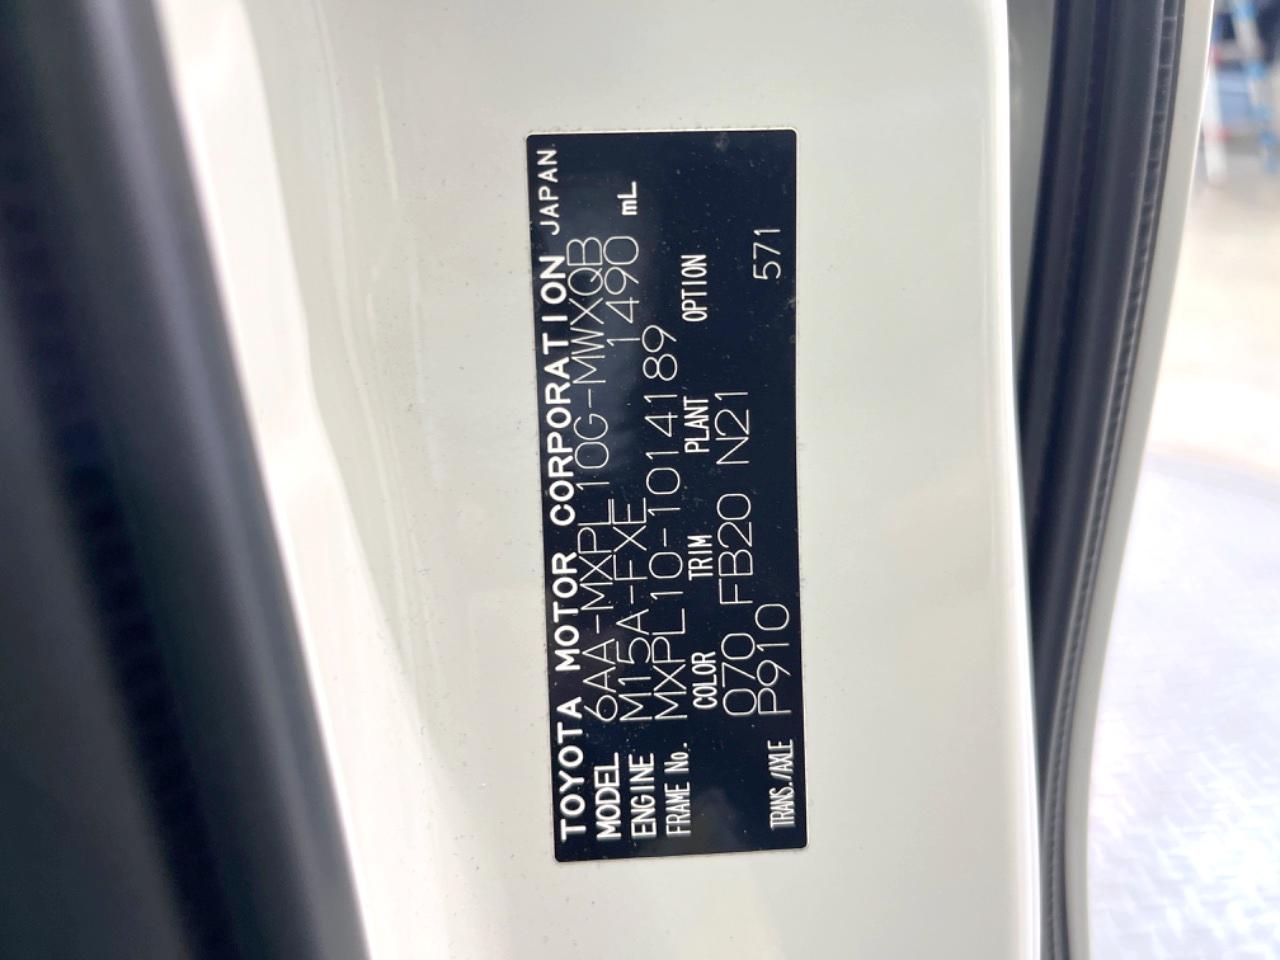 TOYOTA MOTOR CORPORATION JAPAN
MODEL 6AA-MXPL10G-MWXQB
ENGINE M15A-FXE 1490 mL
FRAME No. MXPL10-1014189
COLOR TRIM PLANT OPTION
070 FB20 N21
TRANS./AXLE P910 571